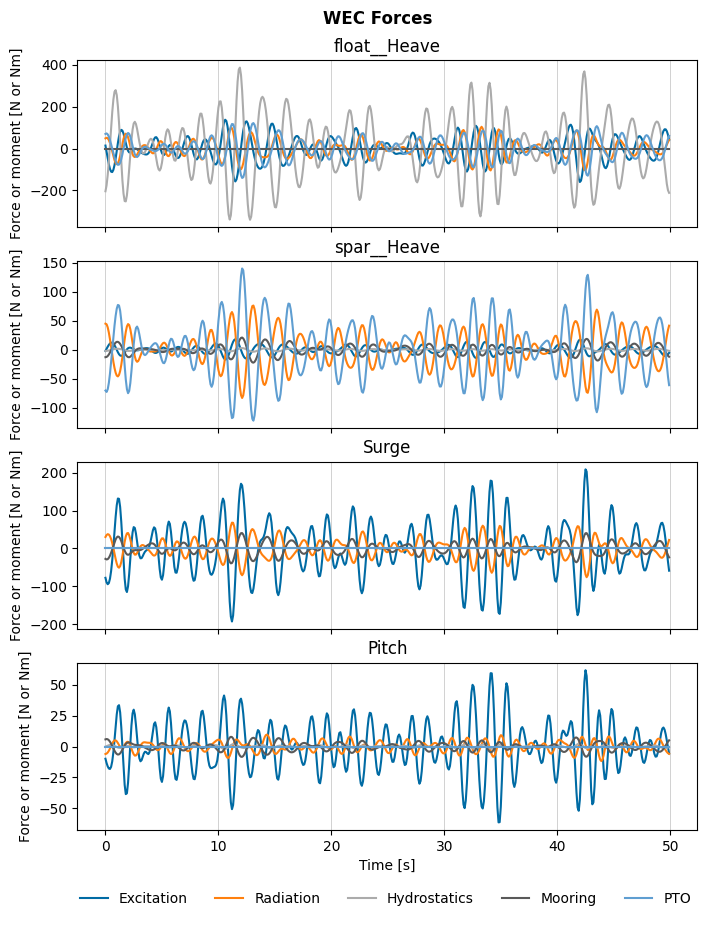 WEC Forces
float__Heave
Force or moment [N or Nm]
400
200
0
−200
spar__Heave
Force or moment [N or Nm]
150
100
50
0
−50
−100
Surge
Force or moment [N or Nm]
200
100
0
−100
−200
Pitch
Force or moment [N or Nm]
50
25
0
−25
−50
0 10 20 30 40 50
Time [s]
Excitation Radiation Hydrostatics Mooring PTO